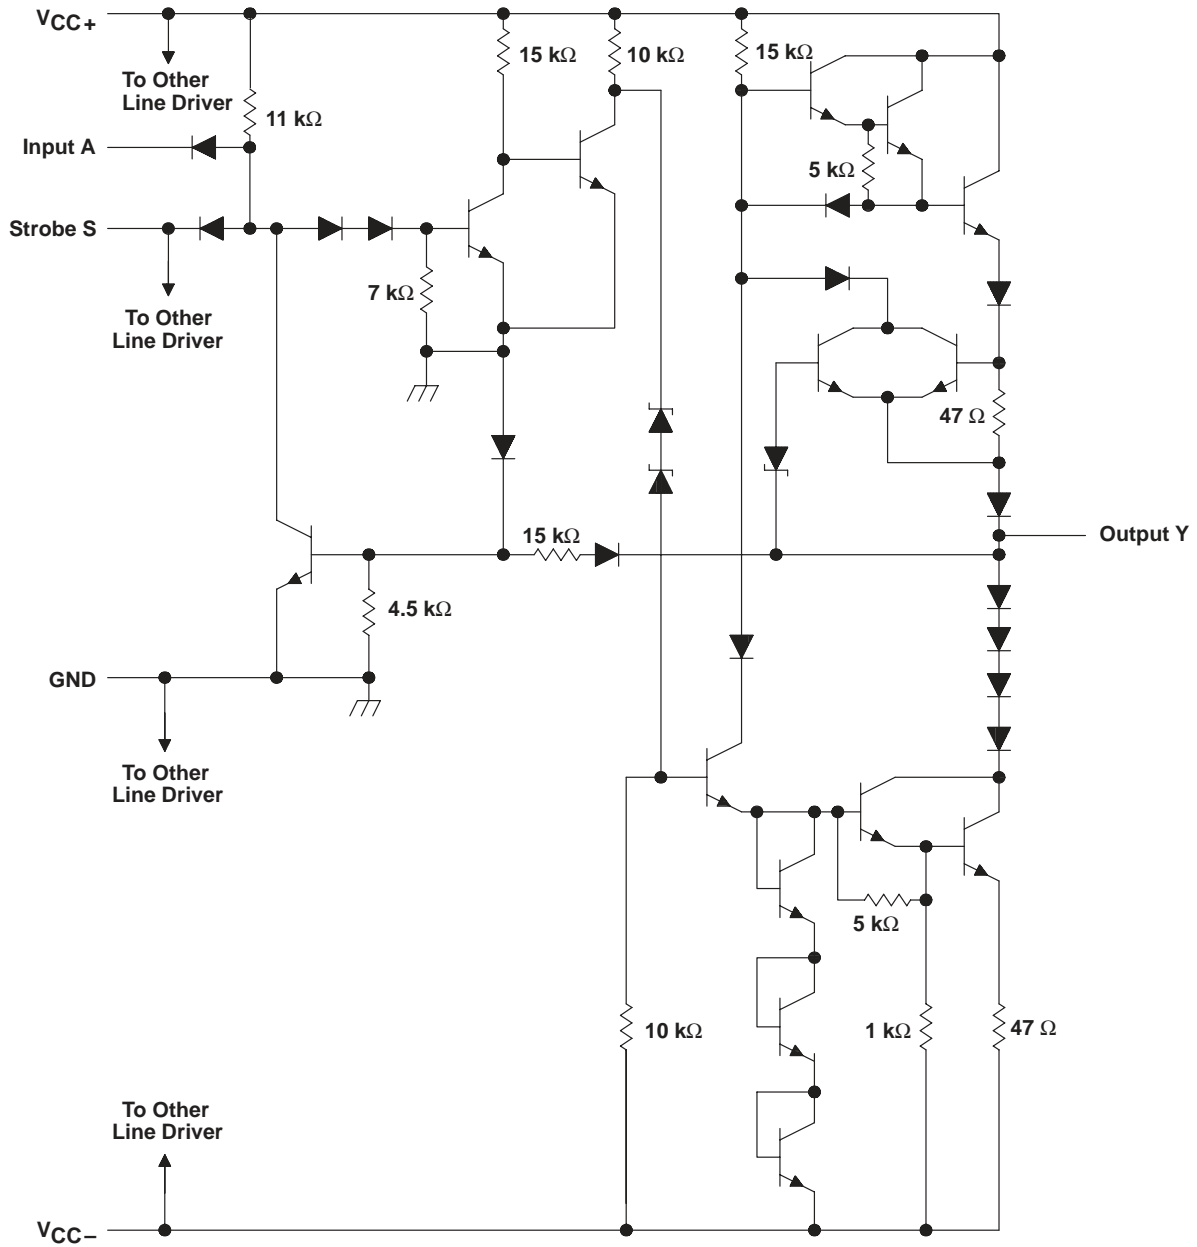 VCC+
15 kΩ
10 kΩ
15 kΩ
To Other
Line Driver
11 kΩ
Input A
5 kΩ
Strobe S
7 kΩ
To Other
Line Driver
47 Ω
15 kΩ
Output Y
4.5 kΩ
GND
To Other
Line Driver
5 kΩ
10 kΩ
1 kΩ
47 Ω
To Other
Line Driver
VCC−